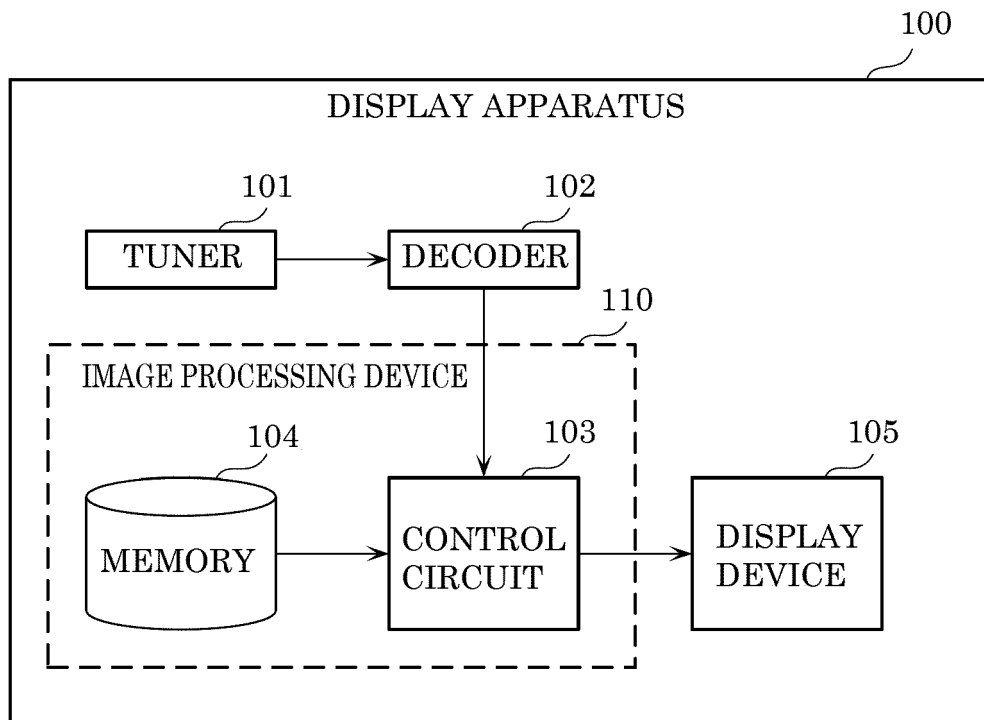 100
DISPLAY APPARATUS
101
102
TUNER
DECODER
110
IMAGE PROCESSING DEVICE
104
103
105
MEMORY
CONTROL
CIRCUIT
DISPLAY
DEVICE